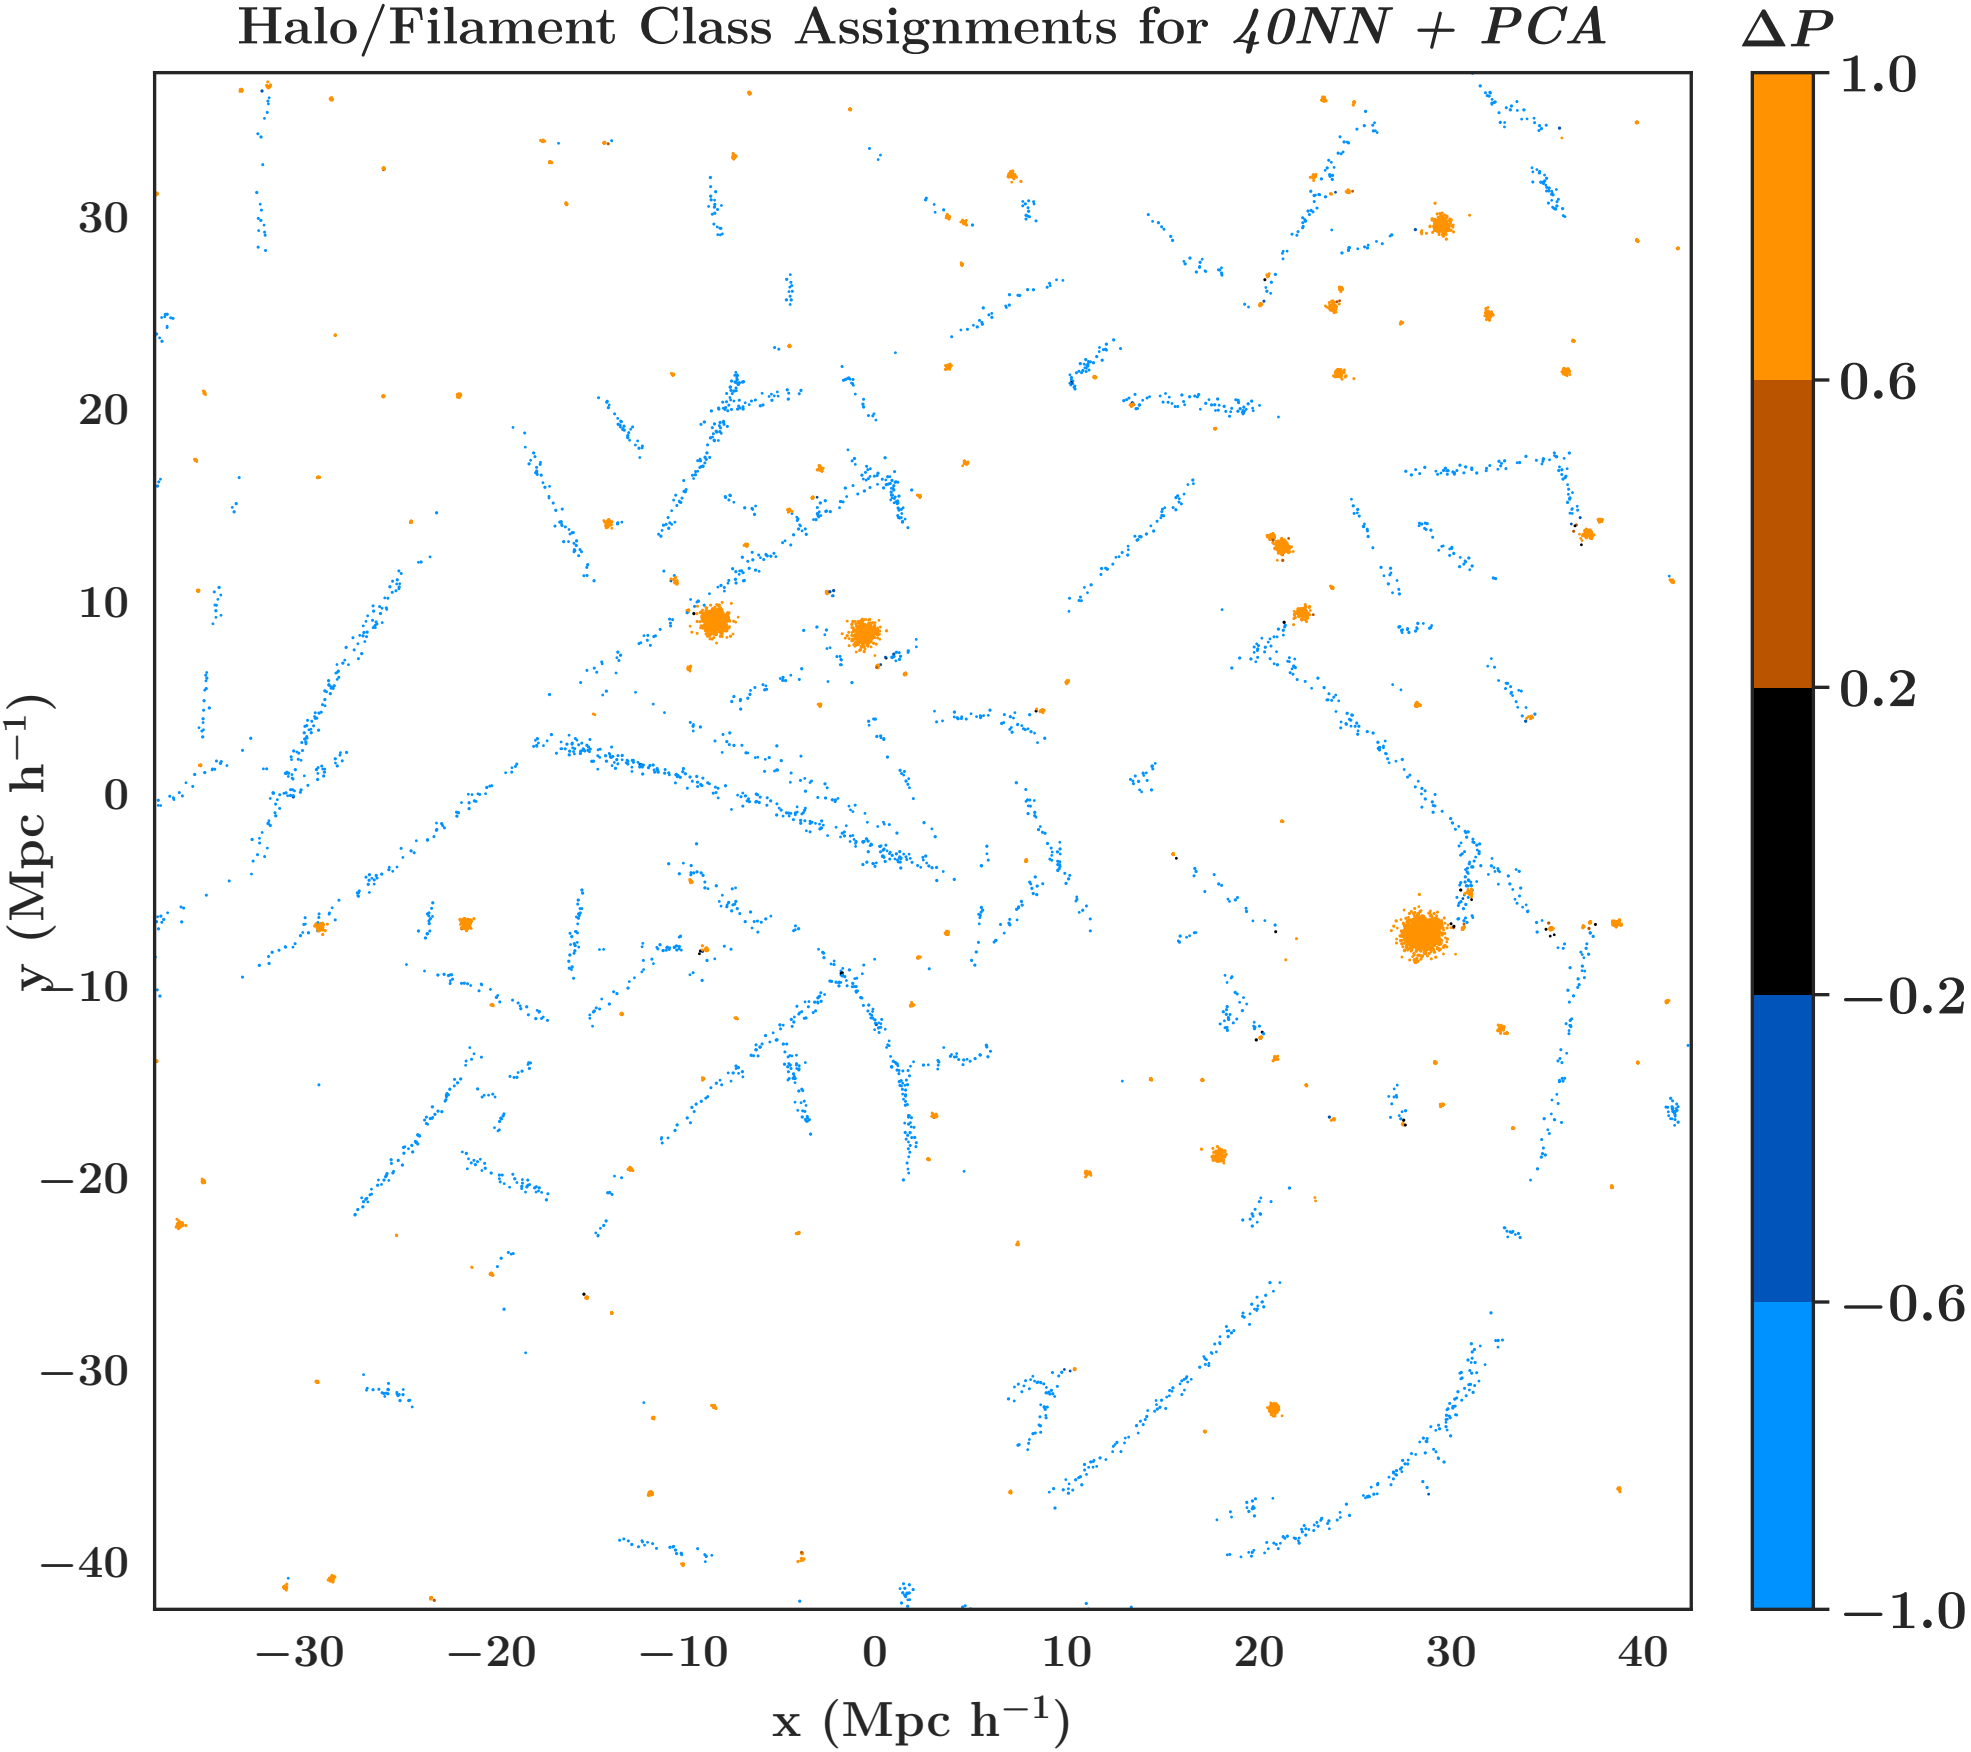 Halo/Filament Class Assignments for 40NN + PCA
ΔP
1.0
0.6
0.2
−0.2
−0.6
−1.0
y (Mpc h⁻¹)
30
20
10
0
−10
−20
−30
−40
−30 −20 −10 0 10 20 30 40
x (Mpc h⁻¹)